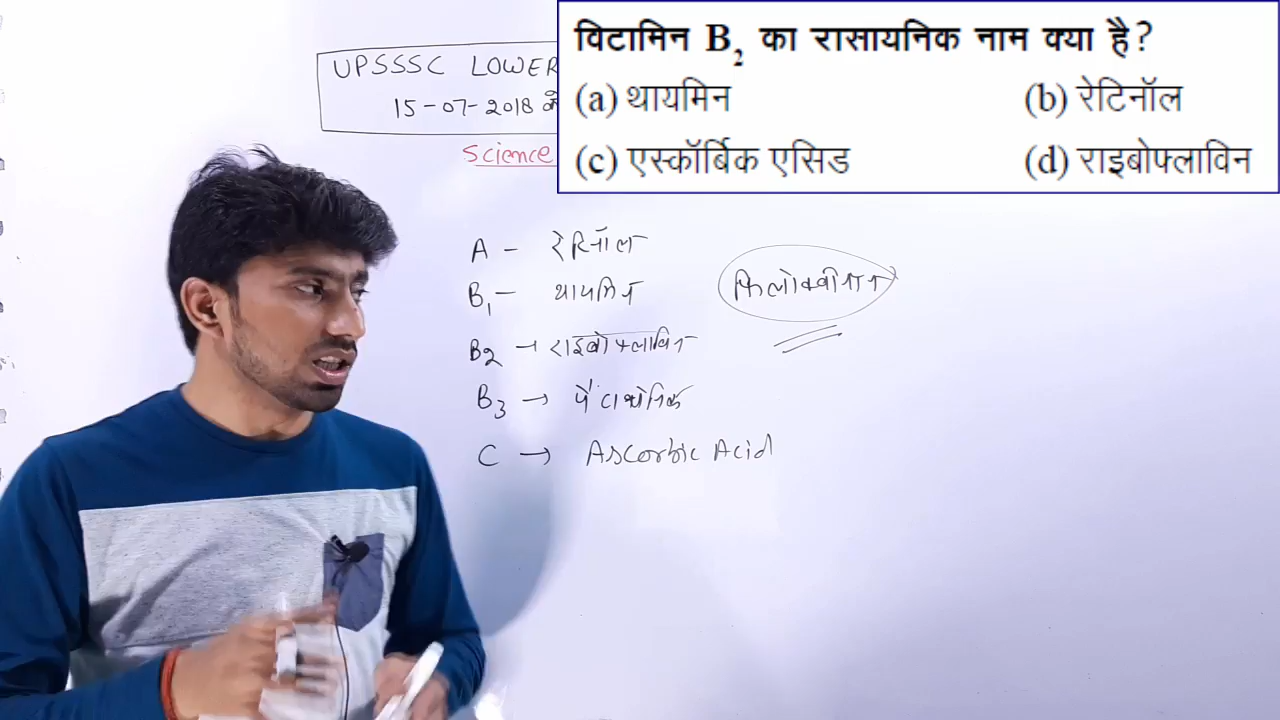 विटामिन B2 का रासायनिक नाम क्या है?
(a) थायमिन (b) रेटिनॉल
(c) एस्कॉर्बिक एसिड (d) राइबोफ्लाविन
UPSSSC LOWER
15-07-2018
Science
A - रेटिनॉल
B1 - थायमिन
B2 → राइबोफ्लाविन
B3 → पेंटाथेनिक
C → Ascorbic Acid